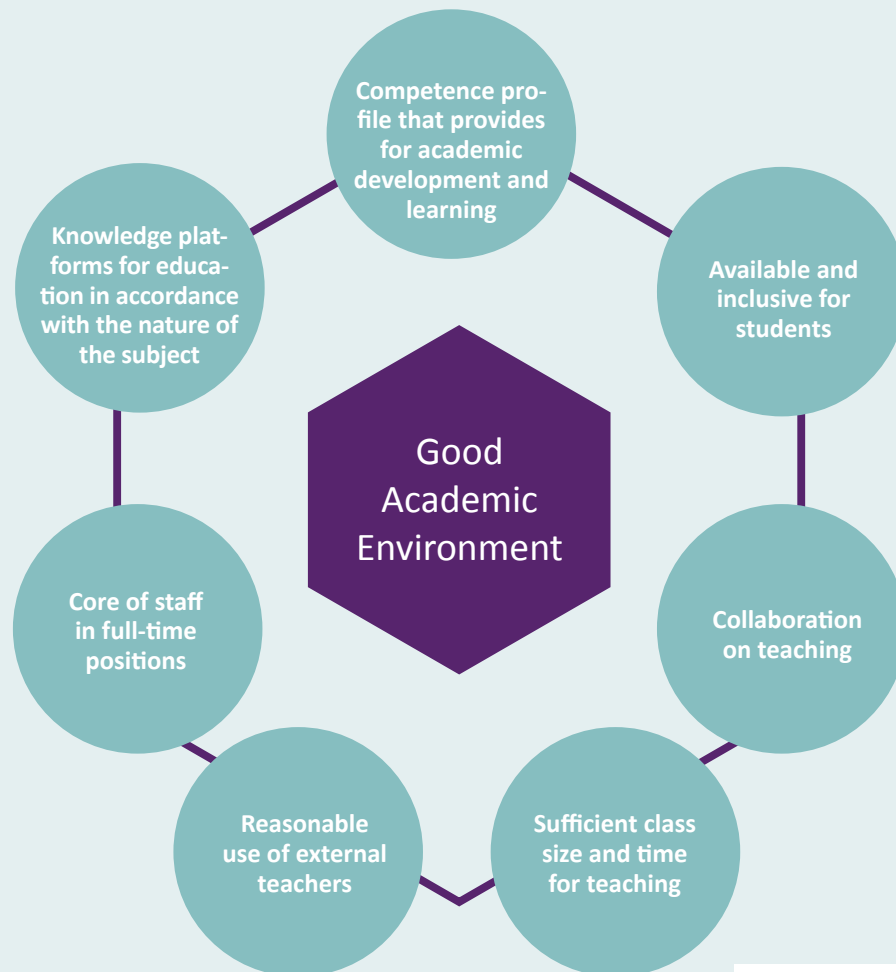 Competence pro-
file that provides
for academic
development and
learning
Knowledge plat-
forms for educa-
tion in accordance
with the nature of
the subject
Available and
inclusive for
students
Good
Academic
Environment
Core of staff
in full-time
positions
Collaboration
on teaching
Reasonable
use of external
teachers
Sufficient class
size and time
for teaching